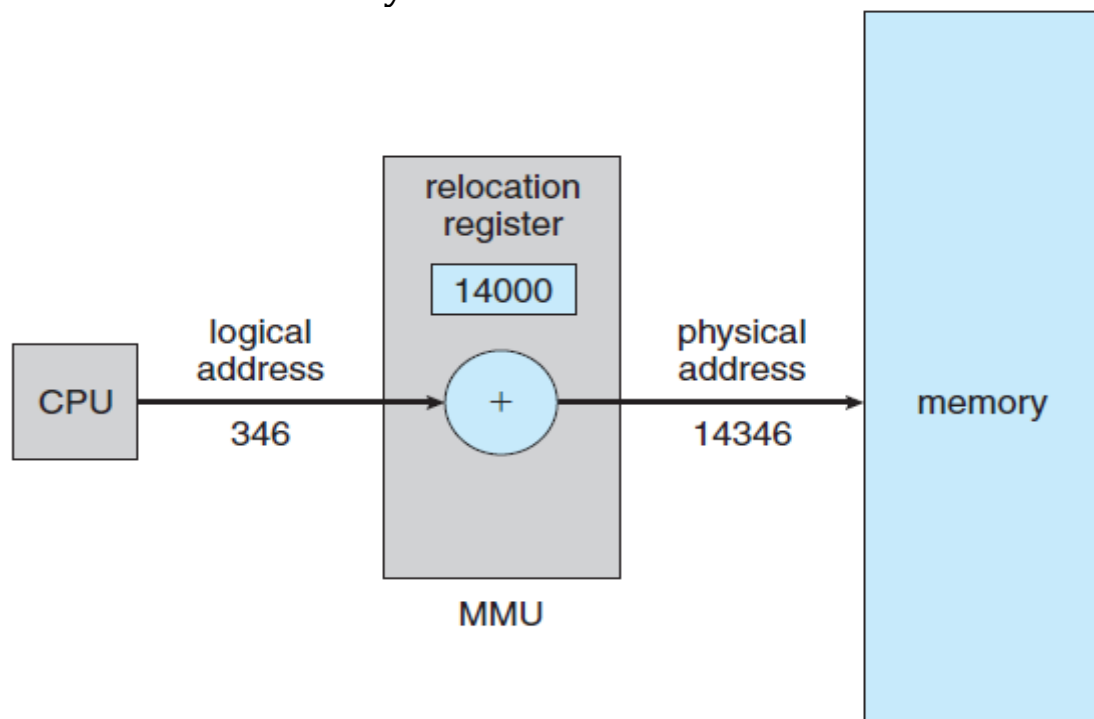 relocation
register
14000
logical
address
physical
address
CPU
+
memory
346
14346
MMU